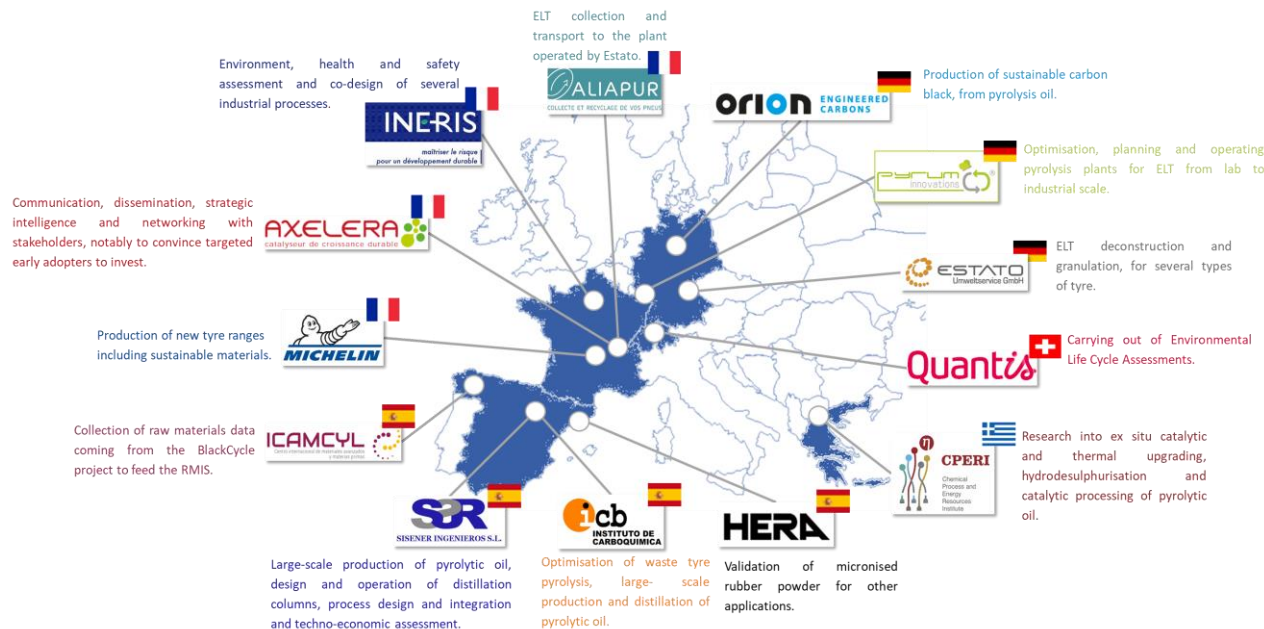 ELT collection and
transport to the plant
operated by Estato.
ALIAPUR
COLLECTE ET RECYCLAGE DE VOS PNEUS
Environment, health and safety
assessment and co-design of several
industrial processes.
INERIS
maîtriser le risque
pour un développement durable
ORION ENGINEERED
CARBONS
Production of sustainable carbon
black, from pyrolysis oil.
PYRUM
innovations
Optimisation, planning and operating
pyrolysis plants for ELT from lab to
industrial scale.
Communication, dissemination, strategic
intelligence and networking with
stakeholders, notably to convince targeted
early adopters to invest.
AXELERA
catalyseur de croissance durable
ESTATO
Umweltservice GmbH
ELT deconstruction and
granulation, for several types
of tyre.
Production of new tyre ranges
including sustainable materials.
MICHELIN
Quantis
Carrying out of Environmental
Life Cycle Assessments.
Collection of raw materials data
coming from the BlackCycle
project to feed the RMIS.
ICAMCYL
Centro internacional de materiales avanzados
y materias primas
η
CPERI
Chemical
Process and
Energy
Resources
Institute
Research into ex situ catalytic
and thermal upgrading,
hydrodesulphurisation and
catalytic processing of pyrolytic
oil.
SISENER INGENIEROS S.L.
Large-scale production of pyrolytic oil,
design and operation of distillation
columns, process design and integration
and techno-economic assessment.
icb
INSTITUTO DE
CARBOQUIMICA
Optimisation of waste tyre
pyrolysis, large- scale
production and distillation of
pyrolytic oil.
HERA
Validation of micronised
rubber powder for other
applications.